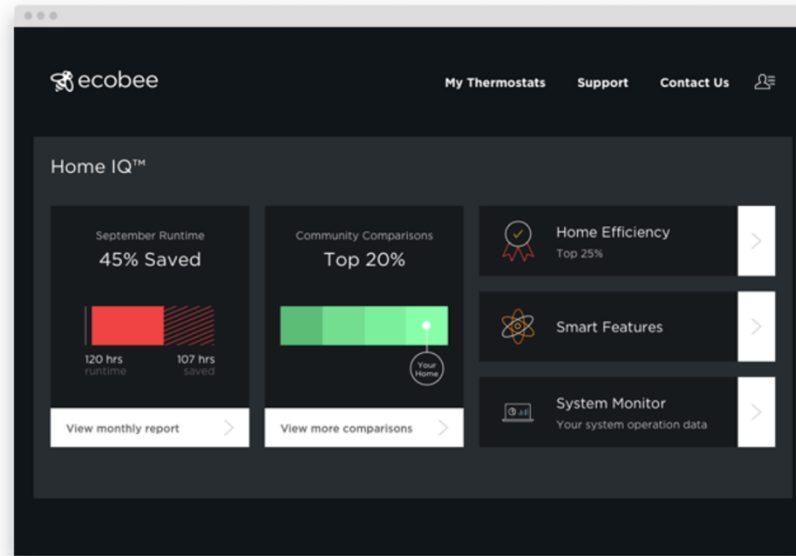 ecobee
My Thermostats
Support
Contact Us
Home IQ™
September Runtime
45% Saved
120 hrs
runtime
107 hrs
saved
View monthly report
Community Comparisons
Top 20%
Your
Home
View more comparisons
Home Efficiency
Top 25%
Smart Features
System Monitor
Your system operation data